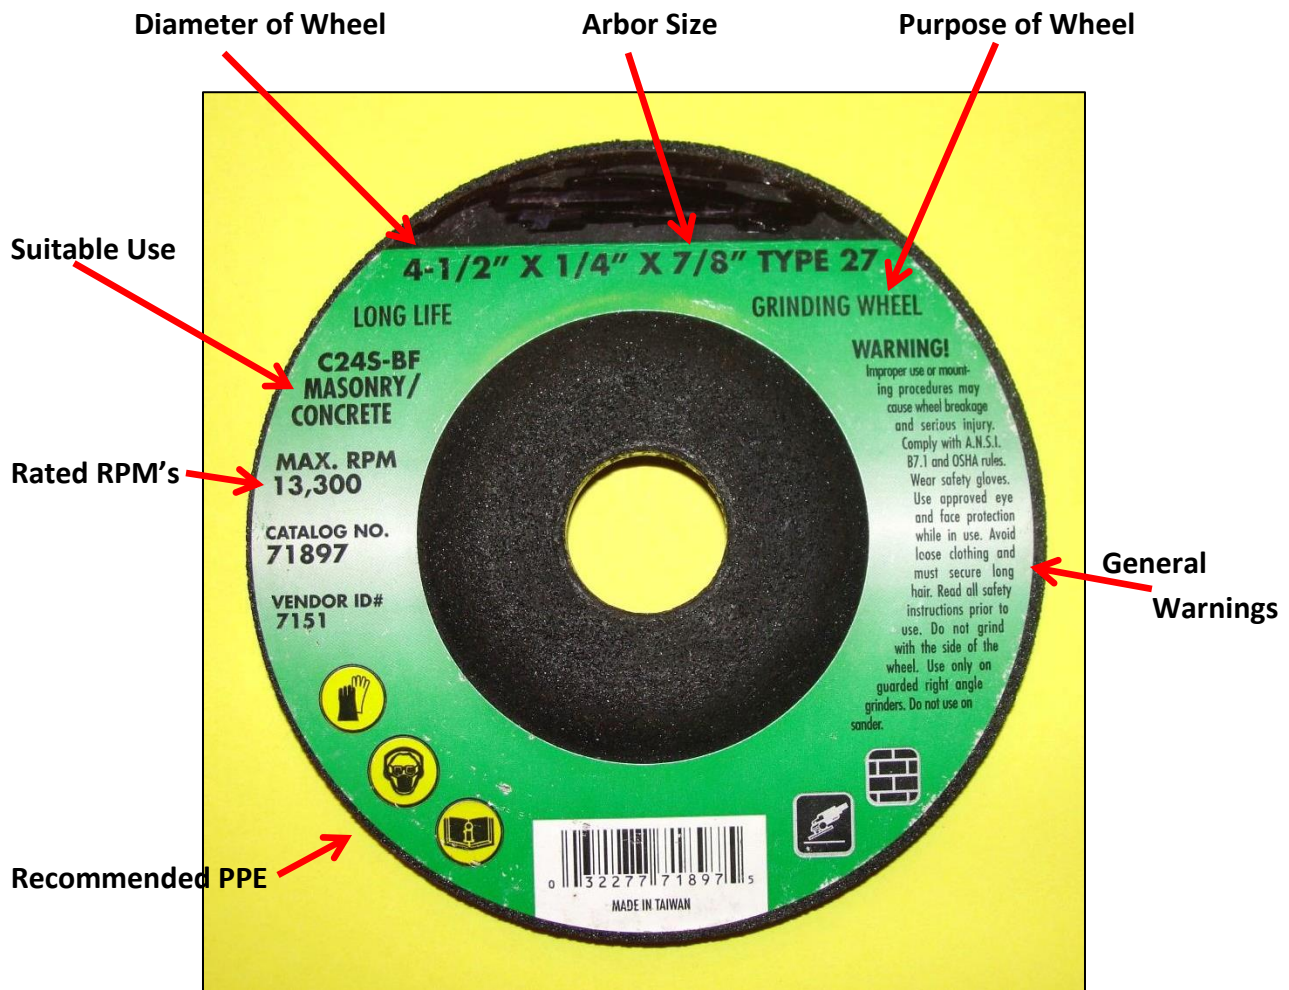 Diameter of Wheel
Arbor Size
Purpose of Wheel
Suitable Use
4-1/2" X 1/4" X 7/8" TYPE 27
LONG LIFE
GRINDING WHEEL
C24S-BF
MASONRY/
CONCRETE
Rated RPM's
MAX. RPM
13,300
CATALOG NO.
71897
VENDOR ID#
7151
WARNING!
Improper use or mount-
ing procedures may
cause wheel breakage
and serious injury.
Comply with A.N.S.I.
B7.1 and OSHA rules.
Wear safety gloves.
Use approved eye
and face protection
while in use. Avoid
loose clothing and
must secure long
hair. Read all safety
instructions prior to
use. Do not grind
with the side of the
wheel. Use only on
guarded right angle
grinders. Do not use on
sander.
General
Warnings
Recommended PPE
i
0 32277 71897 5
MADE IN TAIWAN